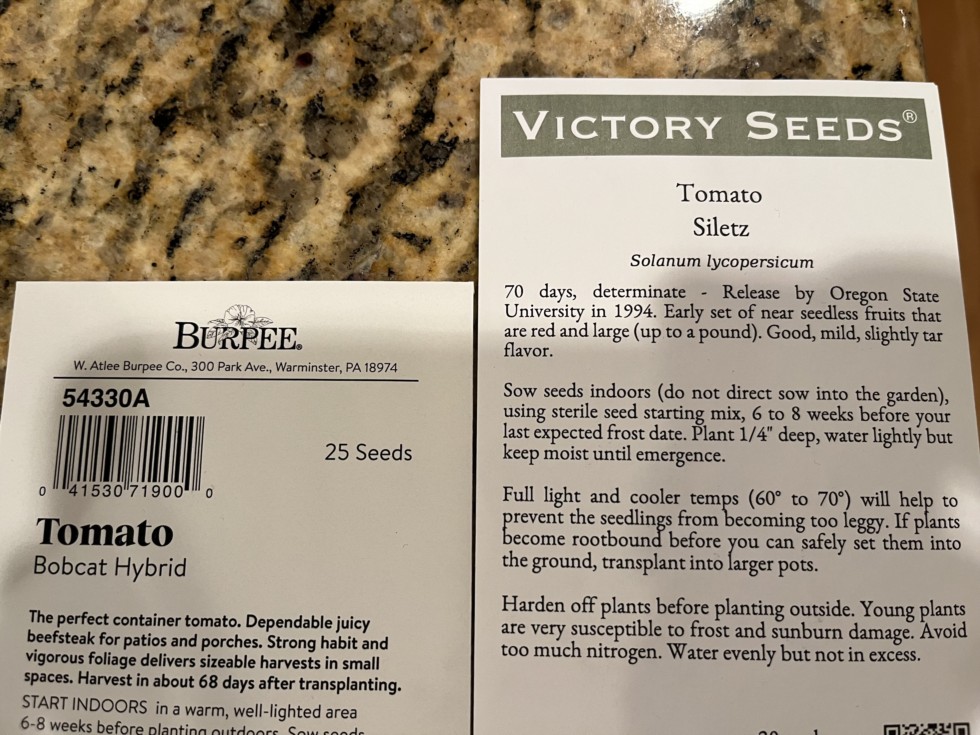 BURPEE®
W. Atlee Burpee Co., 300 Park Ave., Warminster, PA 18974
54330A
0 41530 71900 0
25 Seeds
Tomato
Bobcat Hybrid
The perfect container tomato. Dependable juicy
beefsteak for patios and porches. Strong habit and
vigorous foliage delivers sizeable harvests in small
spaces. Harvest in about 68 days after transplanting.
START INDOORS in a warm, well-lighted area
6-8 weeks before planting outdoors. Sow seeds
VICTORY SEEDS®
Tomato
Siletz
Solanum lycopersicum
70 days, determinate - Release by Oregon State
University in 1994. Early set of near seedless fruits that
are red and large (up to a pound). Good, mild, slightly tar
flavor.
Sow seeds indoors (do not direct sow into the garden),
using sterile seed starting mix, 6 to 8 weeks before your
last expected frost date. Plant 1/4" deep, water lightly but
keep moist until emergence.
Full light and cooler temps (60° to 70°) will help to
prevent the seedlings from becoming too leggy. If plants
become rootbound before you can safely set them into
the ground, transplant into larger pots.
Harden off plants before planting outside. Young plants
are very susceptible to frost and sunburn damage. Avoid
too much nitrogen. Water evenly but not in excess.